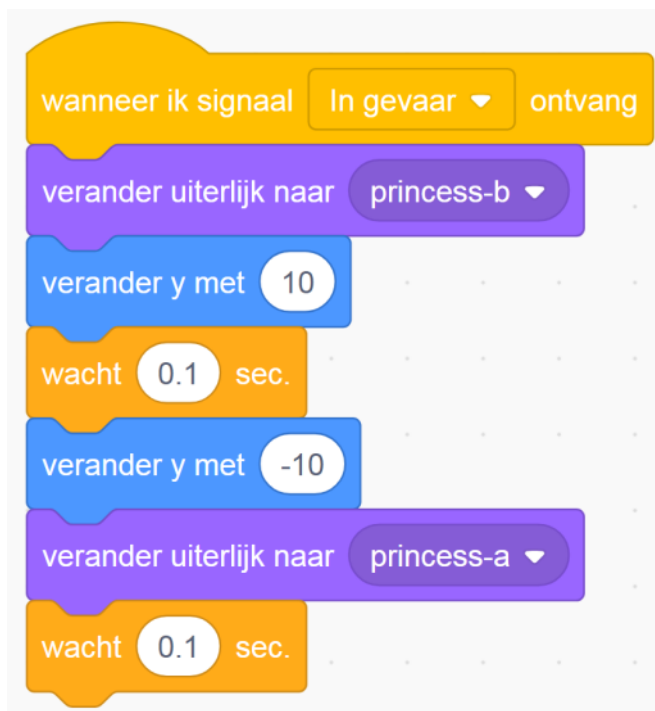 wanneer ik signaal In gevaar ontvang
verander uiterlijk naar princess-b
verander y met 10
wacht 0.1 sec.
verander y met -10
verander uiterlijk naar princess-a
wacht 0.1 sec.